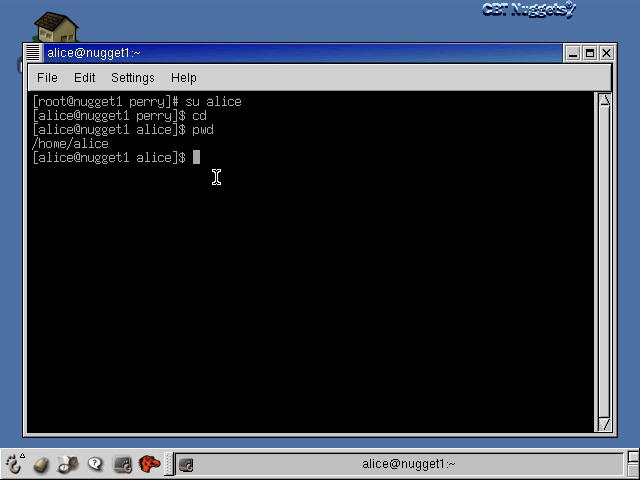 CBT Nuggets
alice@nugget1:~
File Edit Settings Help
[root@nugget1 perry]# su alice
[alice@nugget1 perry]$ cd
[alice@nugget1 alice]$ pwd
/home/alice
[alice@nugget1 alice]$
alice@nugget1:~